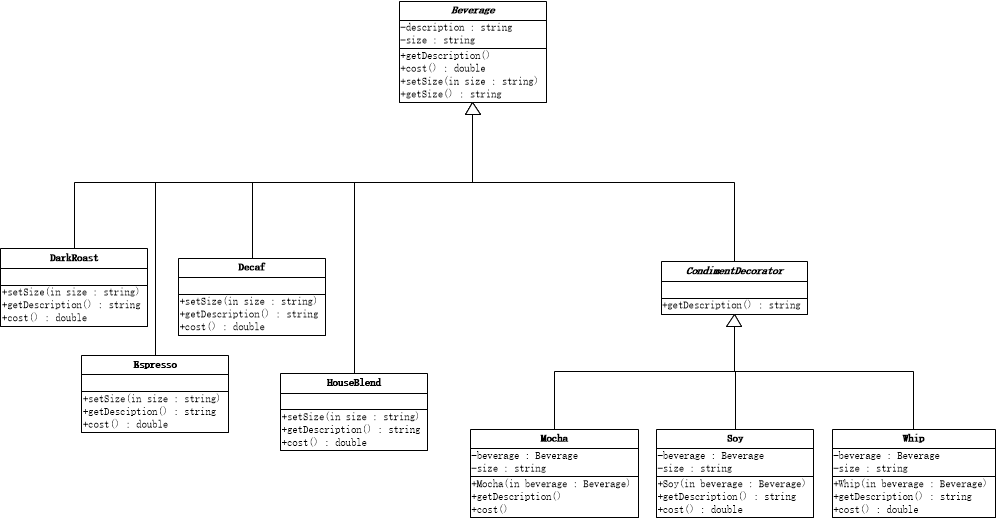 Beverage
-description : string
-size : string
+getDescription()
+cost() : double
+setSize(in size : string)
+getSize() : string
DarkRoast
+setSize(in size : string)
+getDescription() : string
+cost() : double
Decaf
+setSize(in size : string)
+getDescription() : string
+cost() : double
CondimentDecorator
+getDescription() : string
Espresso
+setSize(in size : string)
+getDesciption() : string
+cost() : double
HouseBlend
+setSize(in size : string)
+getDescription() : string
+cost() : double
Mocha
-beverage : Beverage
-size : string
+Mocha(in beverage : Beverage)
+getDescription()
+cost()
Soy
-beverage : Beverage
-size : string
+Soy(in beverage : Beverage)
+getDescription() : string
+cost() : double
Whip
-beverage : Beverage
-size : string
+Whip(in beverage : Beverage)
+getDescription() : string
+cost() : double